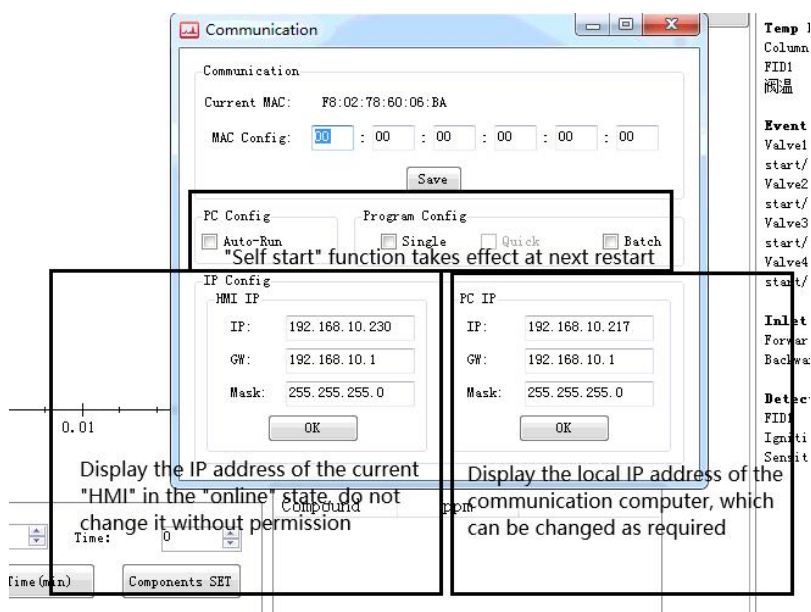 Communication
Communication
Current MAC: F8:02:78:60:06:BA
MAC Config: 00 : 00 : 00 : 00 : 00 : 00
Save
PC Config
Program Config
Auto-Run
Single
Quick
Batch
"Self start" function takes effect at next restart
IP Config
HMI IP
IP: 192.168.10.230
GW: 192.168.10.1
Mask: 255.255.255.0
OK
PC IP
IP: 192.168.10.217
GW: 192.168.10.1
Mask: 255.255.255.0
OK
Display the IP address of the current
"HMI" in the "online" state, do not
change it without permission
Display the local IP address of the
communication computer, which
can be changed as required
0.01
Compound ppm
Time: 0
Time(min)
Components SET
Temp
Column
FID1
阀温
Event
Valve1
start/
Valve2
start/
Valve3
start/
Valve4
start/
Inlet
Forwar
Backwa
Detect
FID1
Igniti
Sensit